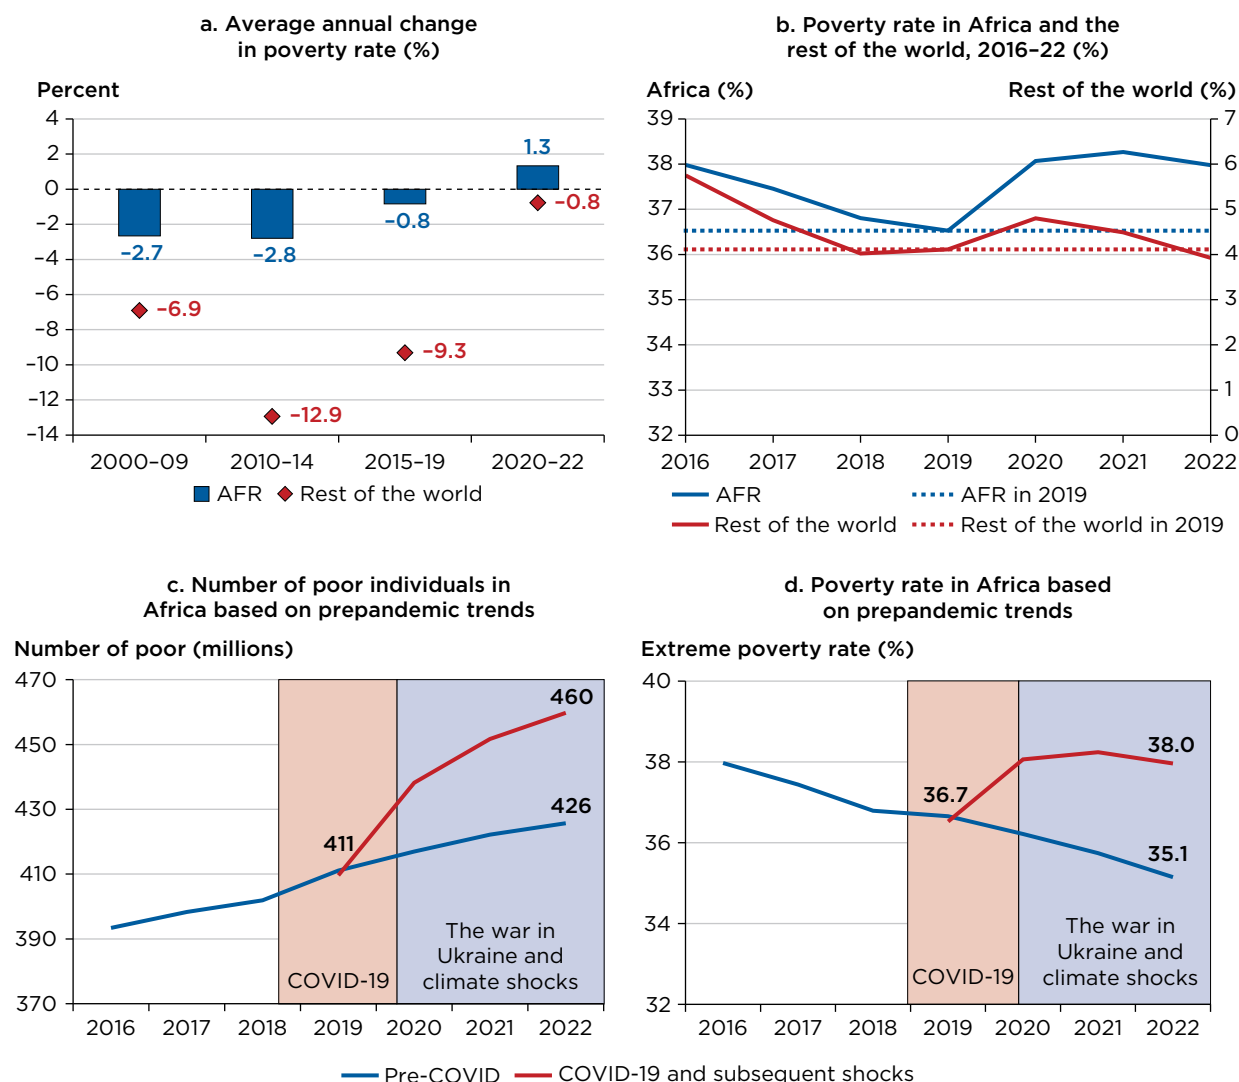 a. Average annual change
in poverty rate (%)
Percent
4
2
0
–2
–4
–6
–8
–10
–12
–14
1.3
–0.8
–0.8
–2.7
–2.8
–6.9
–9.3
–12.9
2000–09 2010–14 2015–19 2020–22
AFR Rest of the world
b. Poverty rate in Africa and the
rest of the world, 2016–22 (%)
Africa (%) Rest of the world (%)
39 7
38 6
37 5
36 4
35 3
34 2
33 1
32 0
2016 2017 2018 2019 2020 2021 2022
AFR AFR in 2019
Rest of the world Rest of the world in 2019
c. Number of poor individuals in
Africa based on prepandemic trends
Number of poor (millions)
470
450
430
410
390
370
460
426
411
COVID-19
The war in
Ukraine and
climate shocks
2016 2017 2018 2019 2020 2021 2022
d. Poverty rate in Africa based
on prepandemic trends
Extreme poverty rate (%)
40
38
36
34
32
38.0
36.7
35.1
COVID-19
The war in
Ukraine and
climate shocks
2016 2017 2018 2019 2020 2021 2022
Pre-COVID COVID-19 and subsequent shocks